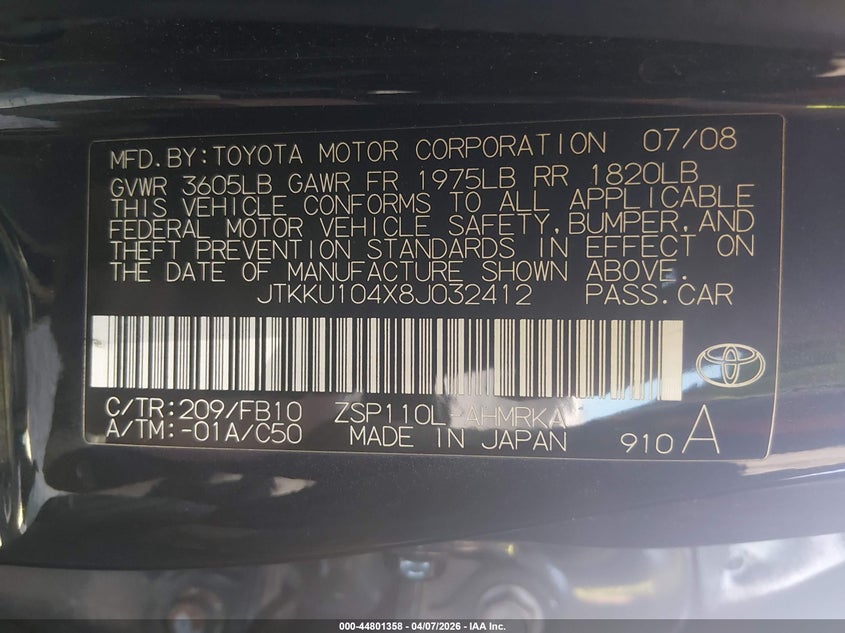 MFD.BY:TOYOTA MOTOR CORPORATION 07/08
GVWR 3605LB GAWR FR 1975LB RR 1820LB
THIS VEHICLE CONFORMS TO ALL APPLICABLE
FEDERAL MOTOR VEHICLE SAFETY,BUMPER,AND
THEFT PREVENTION STANDARDS IN EFFECT ON
THE DATE OF MANUFACTURE SHOWN ABOVE.
JTKKU104X8J032412 PASS.CAR
C/TR:209/FB10 ZSP110L-AHMRKA
A/TM:-01A/C50 MADE IN JAPAN 910 A
000-44801358 - 04/07/2026 - IAA Inc.